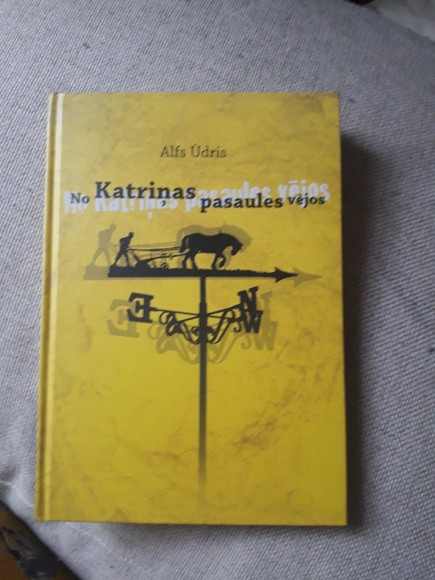 Alfs Ūdris
No Katriņas pasaules vējos
E N W